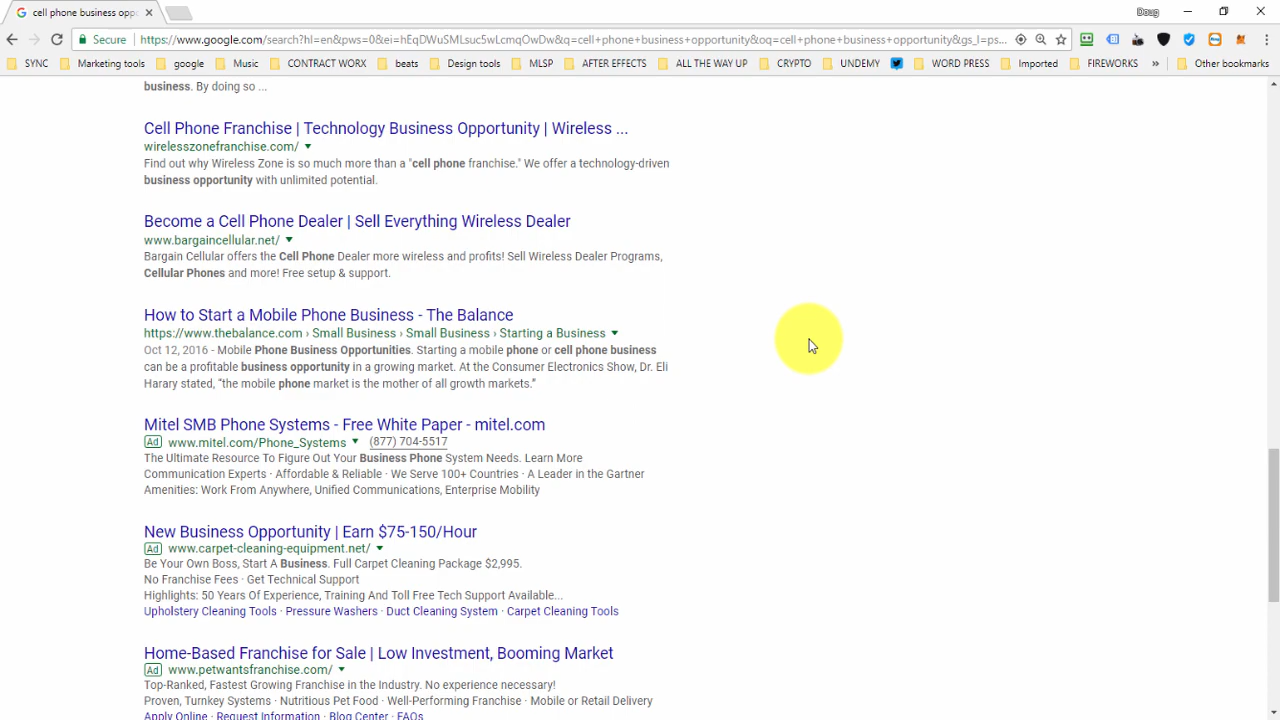 cell phone business oppo
Doug
Secure
https://www.google.com/search?hl=en&pws=0&ei=hEqDWuSMLsuc5wLcmqOwDw&q=cell+phone+business+opportunity&oq=cell+phone+business+opportunity&gs_l=ps...
SYNC
Marketing tools
google
Music
CONTRACT WORX
beats
Design tools
MLSP
AFTER EFFECTS
ALL THE WAY UP
CRYPTO
UNDEMY
WORD PRESS
Imported
FIREWORKS
»
Other bookmarks
business. By doing so ...
Cell Phone Franchise | Technology Business Opportunity | Wireless ...
wirelesszonefranchise.com/
Find out why Wireless Zone is so much more than a "cell phone franchise." We offer a technology-driven
business opportunity with unlimited potential.
Become a Cell Phone Dealer | Sell Everything Wireless Dealer
www.bargaincellular.net/
Bargain Cellular offers the Cell Phone Dealer more wireless and profits! Sell Wireless Dealer Programs,
Cellular Phones and more! Free setup & support.
How to Start a Mobile Phone Business - The Balance
https://www.thebalance.com › Small Business › Small Business › Starting a Business
Oct 12, 2016 - Mobile Phone Business Opportunities. Starting a mobile phone or cell phone business
can be a profitable business opportunity in a growing market. At the Consumer Electronics Show, Dr. Eli
Harary stated, “the mobile phone market is the mother of all growth markets.”
Mitel SMB Phone Systems - Free White Paper - mitel.com
Ad www.mitel.com/Phone_Systems (877) 704-5517
The Ultimate Resource To Figure Out Your Business Phone System Needs. Learn More
Communication Experts · Affordable & Reliable · We Serve 100+ Countries · A Leader in the Gartner
Amenities: Work From Anywhere, Unified Communications, Enterprise Mobility
New Business Opportunity | Earn $75-150/Hour
Ad www.carpet-cleaning-equipment.net/
Be Your Own Boss, Start A Business. Full Carpet Cleaning Package $2,995.
No Franchise Fees · Get Technical Support
Highlights: 50 Years Of Experience, Training And Toll Free Tech Support Available...
Upholstery Cleaning Tools · Pressure Washers · Duct Cleaning System · Carpet Cleaning Tools
Home-Based Franchise for Sale | Low Investment, Booming Market
Ad www.petwantsfranchise.com/
Top-Ranked, Fastest Growing Franchise in the Industry. No experience necessary!
Proven, Turnkey Systems · Nutritious Pet Food · Well-Performing Franchise · Mobile or Retail Delivery
Apply Online · Request Information · Blog Center · FAQs